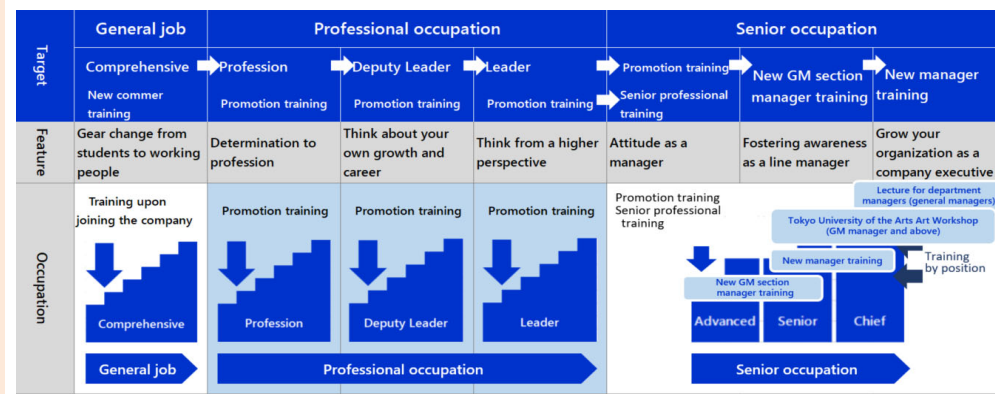 General job
Professional occupation
Senior occupation
Target
Comprehensive
Profession
Deputy Leader
Leader
Promotion training
New GM section
manager training
New manager
training
New commer
training
Promotion training
Promotion training
Promotion training
Senior professional
training
Feature
Gear change from
students to working
people
Determination to
profession
Think about your
own growth and
career
Think from a higher
perspective
Attitude as a
manager
Fostering awareness
as a line manager
Grow your
organization as a
company executive
Occupation
Training upon
joining the company
Promotion training
Promotion training
Promotion training
Promotion training
Senior professional
training
Lecture for department
managers (general managers)
Tokyo University of the Arts Art Workshop
(GM manager and above)
New manager training
Training
by position
New GM section
manager training
Comprehensive
Profession
Deputy Leader
Leader
Advanced
Senior
Chief
General job
Professional occupation
Senior occupation